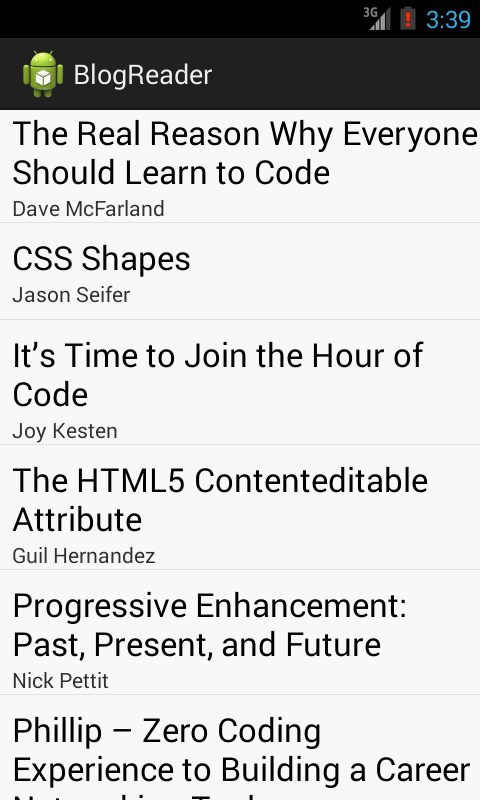 3G 3:39
BlogReader
The Real Reason Why Everyone
Should Learn to Code
Dave McFarland
CSS Shapes
Jason Seifer
It’s Time to Join the Hour of
Code
Joy Kesten
The HTML5 Contenteditable
Attribute
Guil Hernandez
Progressive Enhancement:
Past, Present, and Future
Nick Pettit
Phillip – Zero Coding
Experience to Building a Career